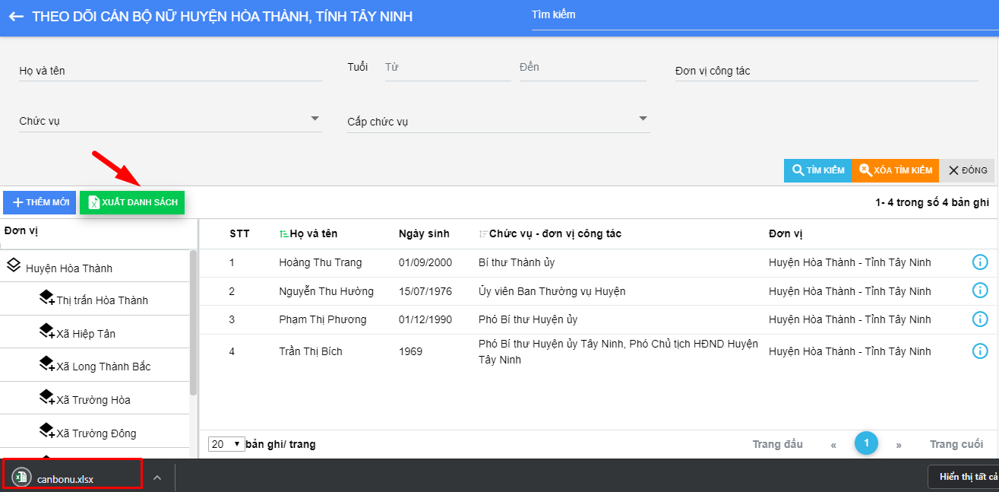 THEO DÕI CÁN BỘ NỮ HUYỆN HÒA THÀNH, TỈNH TÂY NINH
Tìm kiếm
Họ và tên
Tuổi Từ Đến
Đơn vị công tác
Chức vụ
Cấp chức vụ
TÌM KIẾM XÓA TÌM KIẾM ĐÓNG
THÊM MỚI XUẤT DANH SÁCH
1- 4 trong số 4 bản ghi
Đơn vị
Huyện Hòa Thành
Thị trấn Hòa Thành
Xã Hiệp Tân
Xã Long Thành Bắc
Xã Trường Hòa
Xã Trường Đông
STT Họ và tên Ngày sinh Chức vụ - đơn vị công tác Đơn vị
1 Hoàng Thu Trang 01/09/2000 Bí thư Thành ủy Huyện Hòa Thành - Tỉnh Tây Ninh
2 Nguyễn Thu Hường 15/07/1976 Ủy viên Ban Thường vụ Huyện Huyện Hòa Thành - Tỉnh Tây Ninh
3 Phạm Thị Phương 01/12/1990 Phó Bí thư Huyện ủy Huyện Hòa Thành - Tỉnh Tây Ninh
4 Trần Thị Bích 1969 Phó Bí thư Huyện ủy Tây Ninh, Phó Chủ tịch HĐND Huyện
Tây Ninh Huyện Hòa Thành - Tỉnh Tây Ninh
20 bản ghi/ trang
Trang đầu « 1 » Trang cuối
canbonu.xlsx
Hiển thị tất cả